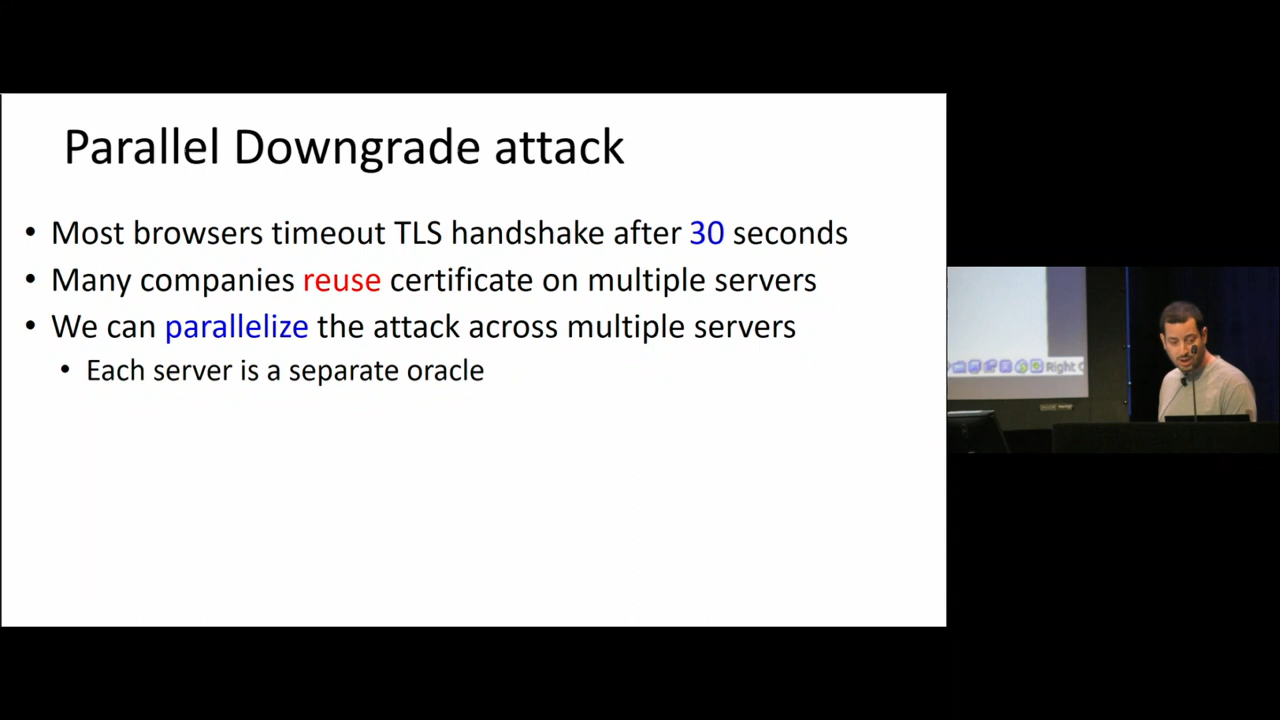 Parallel Downgrade attack
• Most browsers timeout TLS handshake after 30 seconds
• Many companies reuse certificate on multiple servers
• We can parallelize the attack across multiple servers
• Each server is a separate oracle
Right